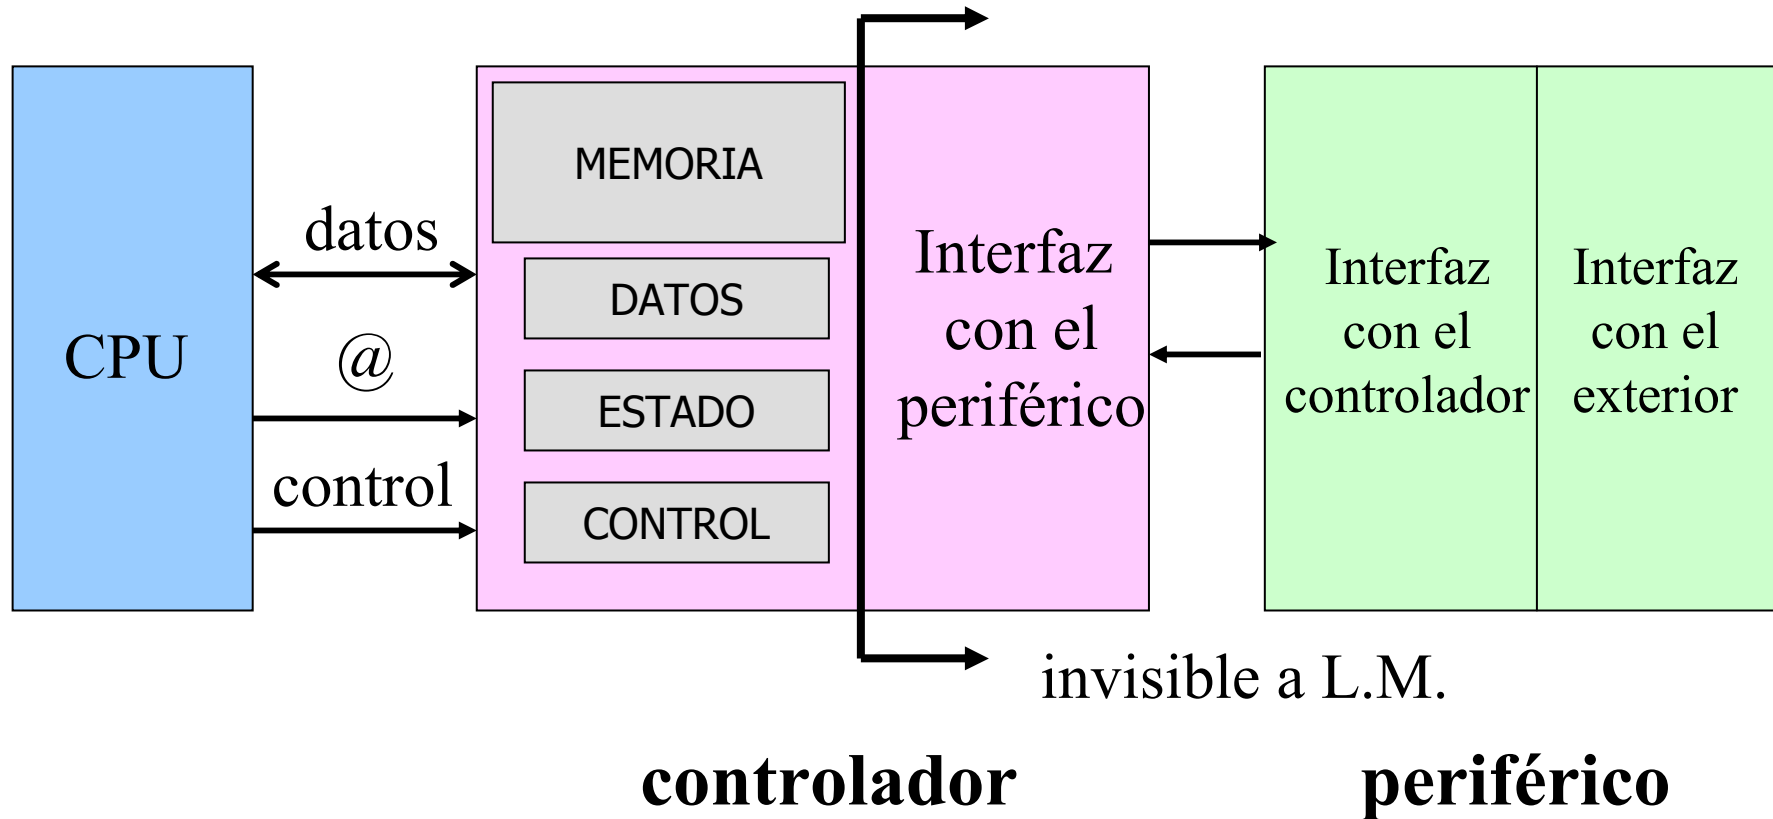 CPU
datos
@
control
MEMORIA
DATOS
ESTADO
CONTROL
Interfaz
con el
periférico
Interfaz
con el
controlador
Interfaz
con el
exterior
invisible a L.M.
controlador
periférico